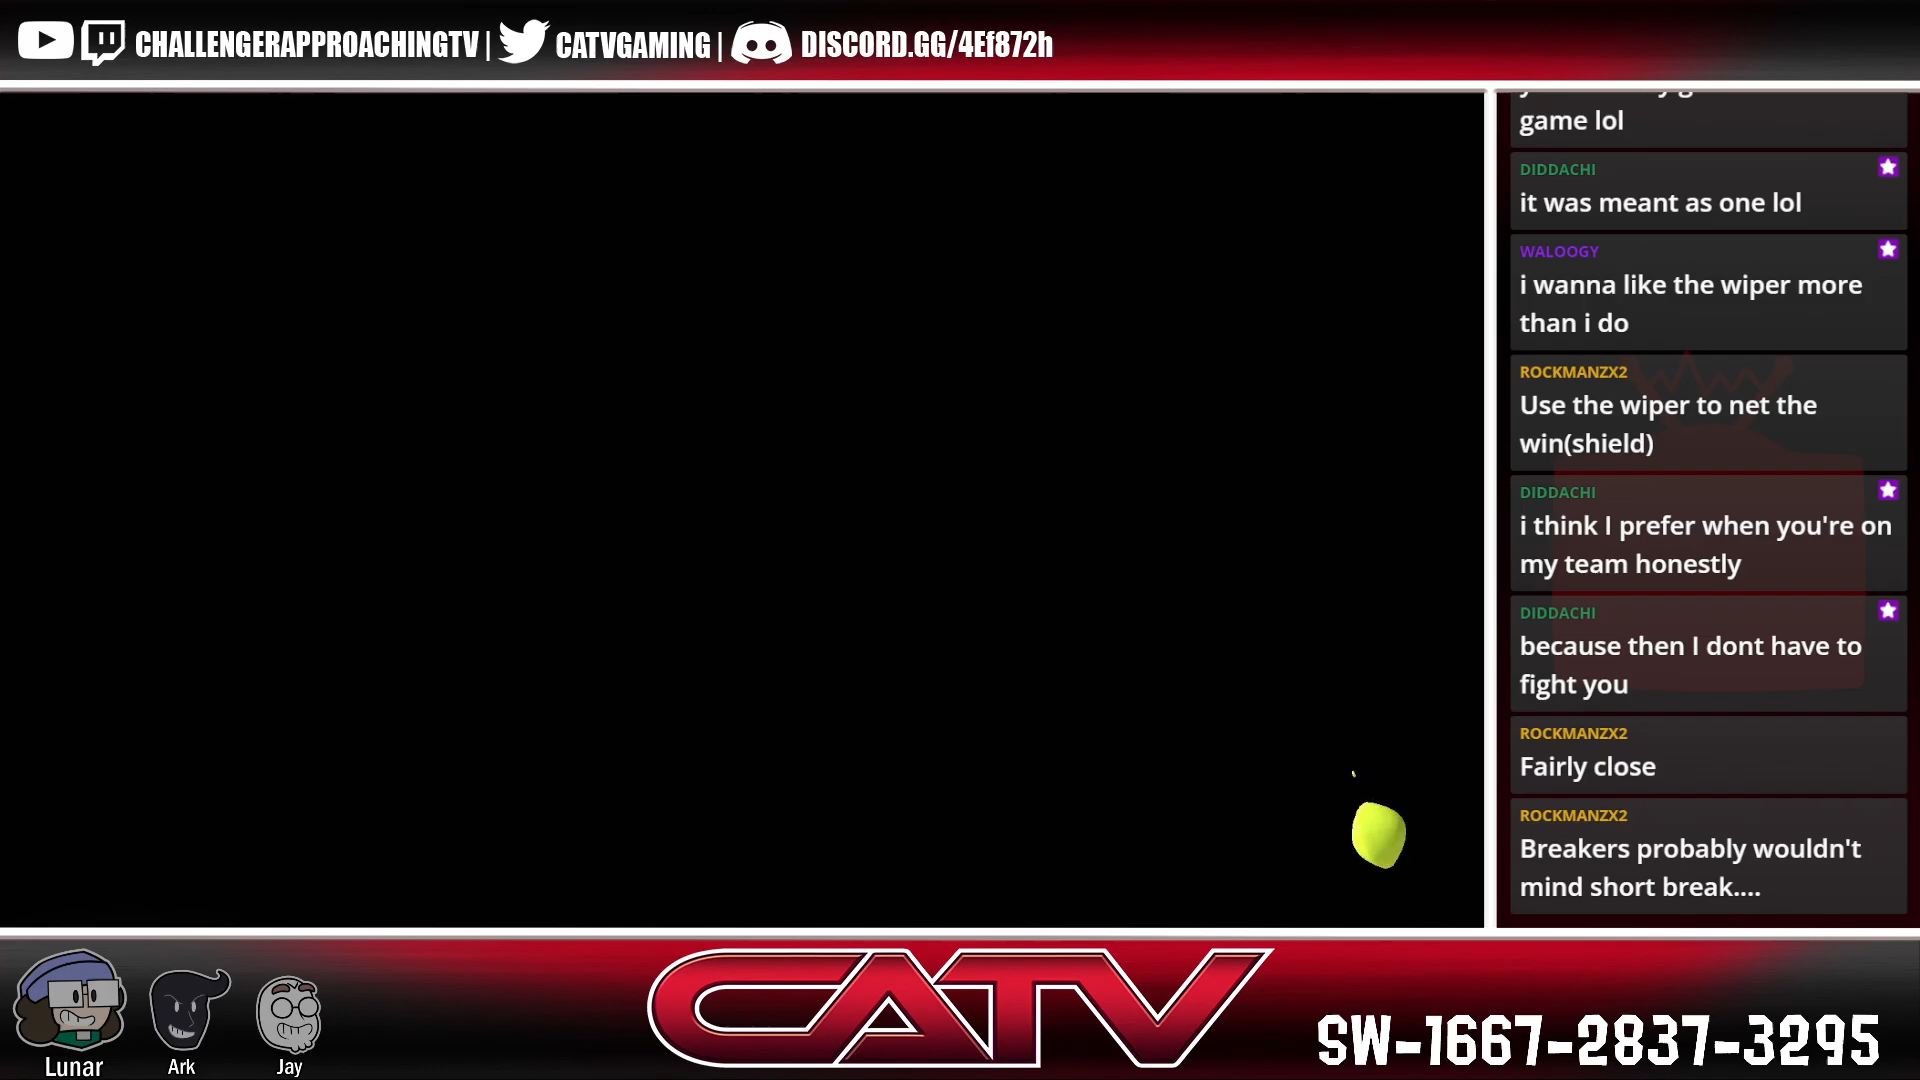 CHALLENGERAPPROACHINGTV | CATVGAMING | DISCORD.GG/4Ef872h
game lol
DIDDACHI
it was meant as one lol
WALOOGY
i wanna like the wiper more
than i do
ROCKMANZX2
Use the wiper to net the
win(shield)
DIDDACHI
i think I prefer when you're on
my team honestly
DIDDACHI
because then I dont have to
fight you
ROCKMANZX2
Fairly close
ROCKMANZX2
Breakers probably wouldn't
mind short break....
Lunar
Ark
Jay
CATV
SW-1667-2837-3295